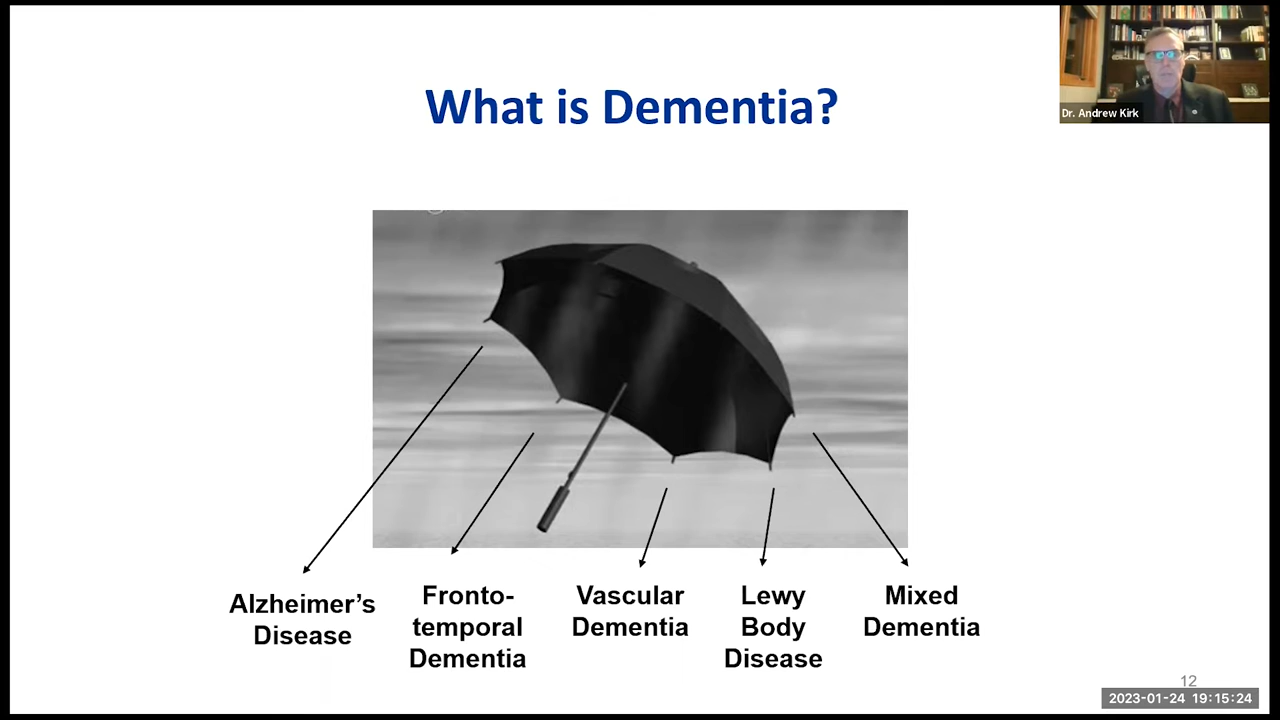 What is Dementia?
Dr. Andrew Kirk
Alzheimer's
Disease
Fronto-
temporal
Dementia
Vascular
Dementia
Lewy
Body
Disease
Mixed
Dementia
12
2023-01-24 19:15:24